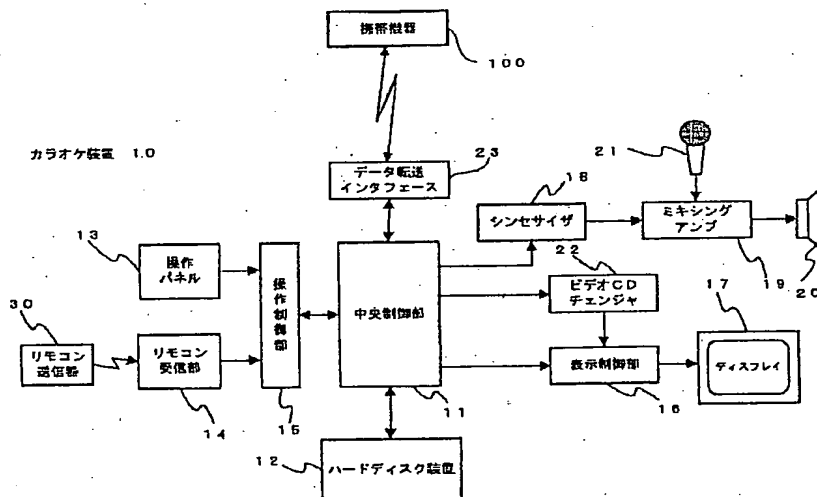 携帯機器
100
カラオケ装置 10
23
データ転送
インタフェース
21
18
シンセサイザ
ミキシング
アンプ
19
20
13
操作
パネル
操作制御部
中央制御部
22
ビデオCD
チェンジャ
17
30
リモコン
送信器
リモコン
受信部
表示制御部
ディスプレイ
14
15
11
16
12
ハードディスク装置